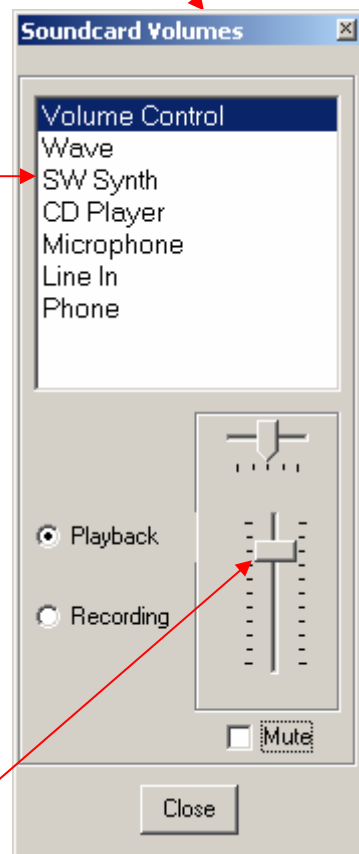 Soundcard Volumes
Volume Control
Wave
SW Synth
CD Player
Microphone
Line In
Phone
Playback
Recording
Mute
Close